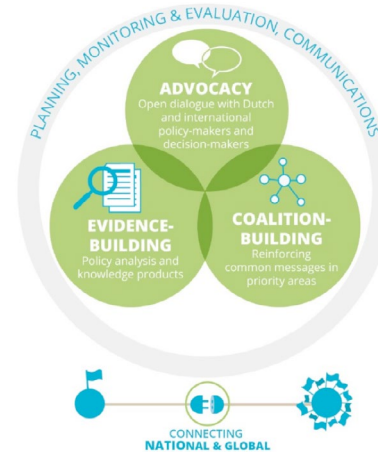 PLANNING, MONITORING & EVALUATION, COMMUNICATIONS
ADVOCACY
Open dialogue with Dutch
and international
policy-makers and
decision-makers
EVIDENCE-
BUILDING
Policy analysis and
knowledge products
COALITION-
BUILDING
Reinforcing
common messages in
priority areas
CONNECTING
NATIONAL & GLOBAL